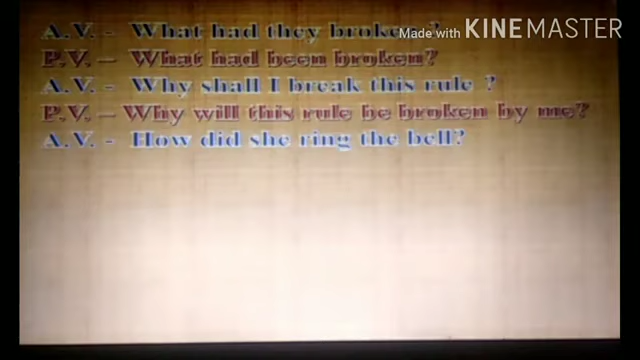 A.V. - What had they broken?
Made with KINEMASTER
P.V. – What had been broken?
A.V. - Why shall I break this rule ?
P.V. – Why will this rule be broken by me?
A.V. - How did she ring the bell?